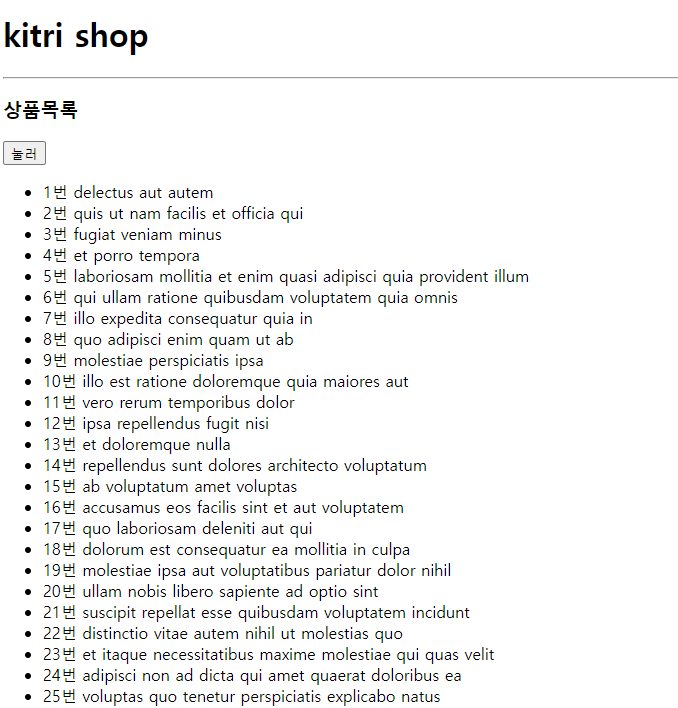 kitri shop
상품목록
눌러
1번 delectus aut autem
2번 quis ut nam facilis et officia qui
3번 fugiat veniam minus
4번 et porro tempora
5번 laboriosam mollitia et enim quasi adipisci quia provident illum
6번 qui ullam ratione quibusdam voluptatem quia omnis
7번 illo expedita consequatur quia in
8번 quo adipisci enim quam ut ab
9번 molestiae perspiciatis ipsa
10번 illo est ratione doloremque quia maiores aut
11번 vero rerum temporibus dolor
12번 ipsa repellendus fugit nisi
13번 et doloremque nulla
14번 repellendus sunt dolores architecto voluptatum
15번 ab voluptatum amet voluptas
16번 accusamus eos facilis sint et aut voluptatem
17번 quo laboriosam deleniti aut qui
18번 dolorum est consequatur ea mollitia in culpa
19번 molestiae ipsa aut voluptatibus pariatur dolor nihil
20번 ullam nobis libero sapiente ad optio sint
21번 suscipit repellat esse quibusdam voluptatem incidunt
22번 distinctio vitae autem nihil ut molestias quo
23번 et itaque necessitatibus maxime molestiae qui quas velit
24번 adipisci non ad dicta qui amet quaerat doloribus ea
25번 voluptas quo tenetur perspiciatis explicabo natus